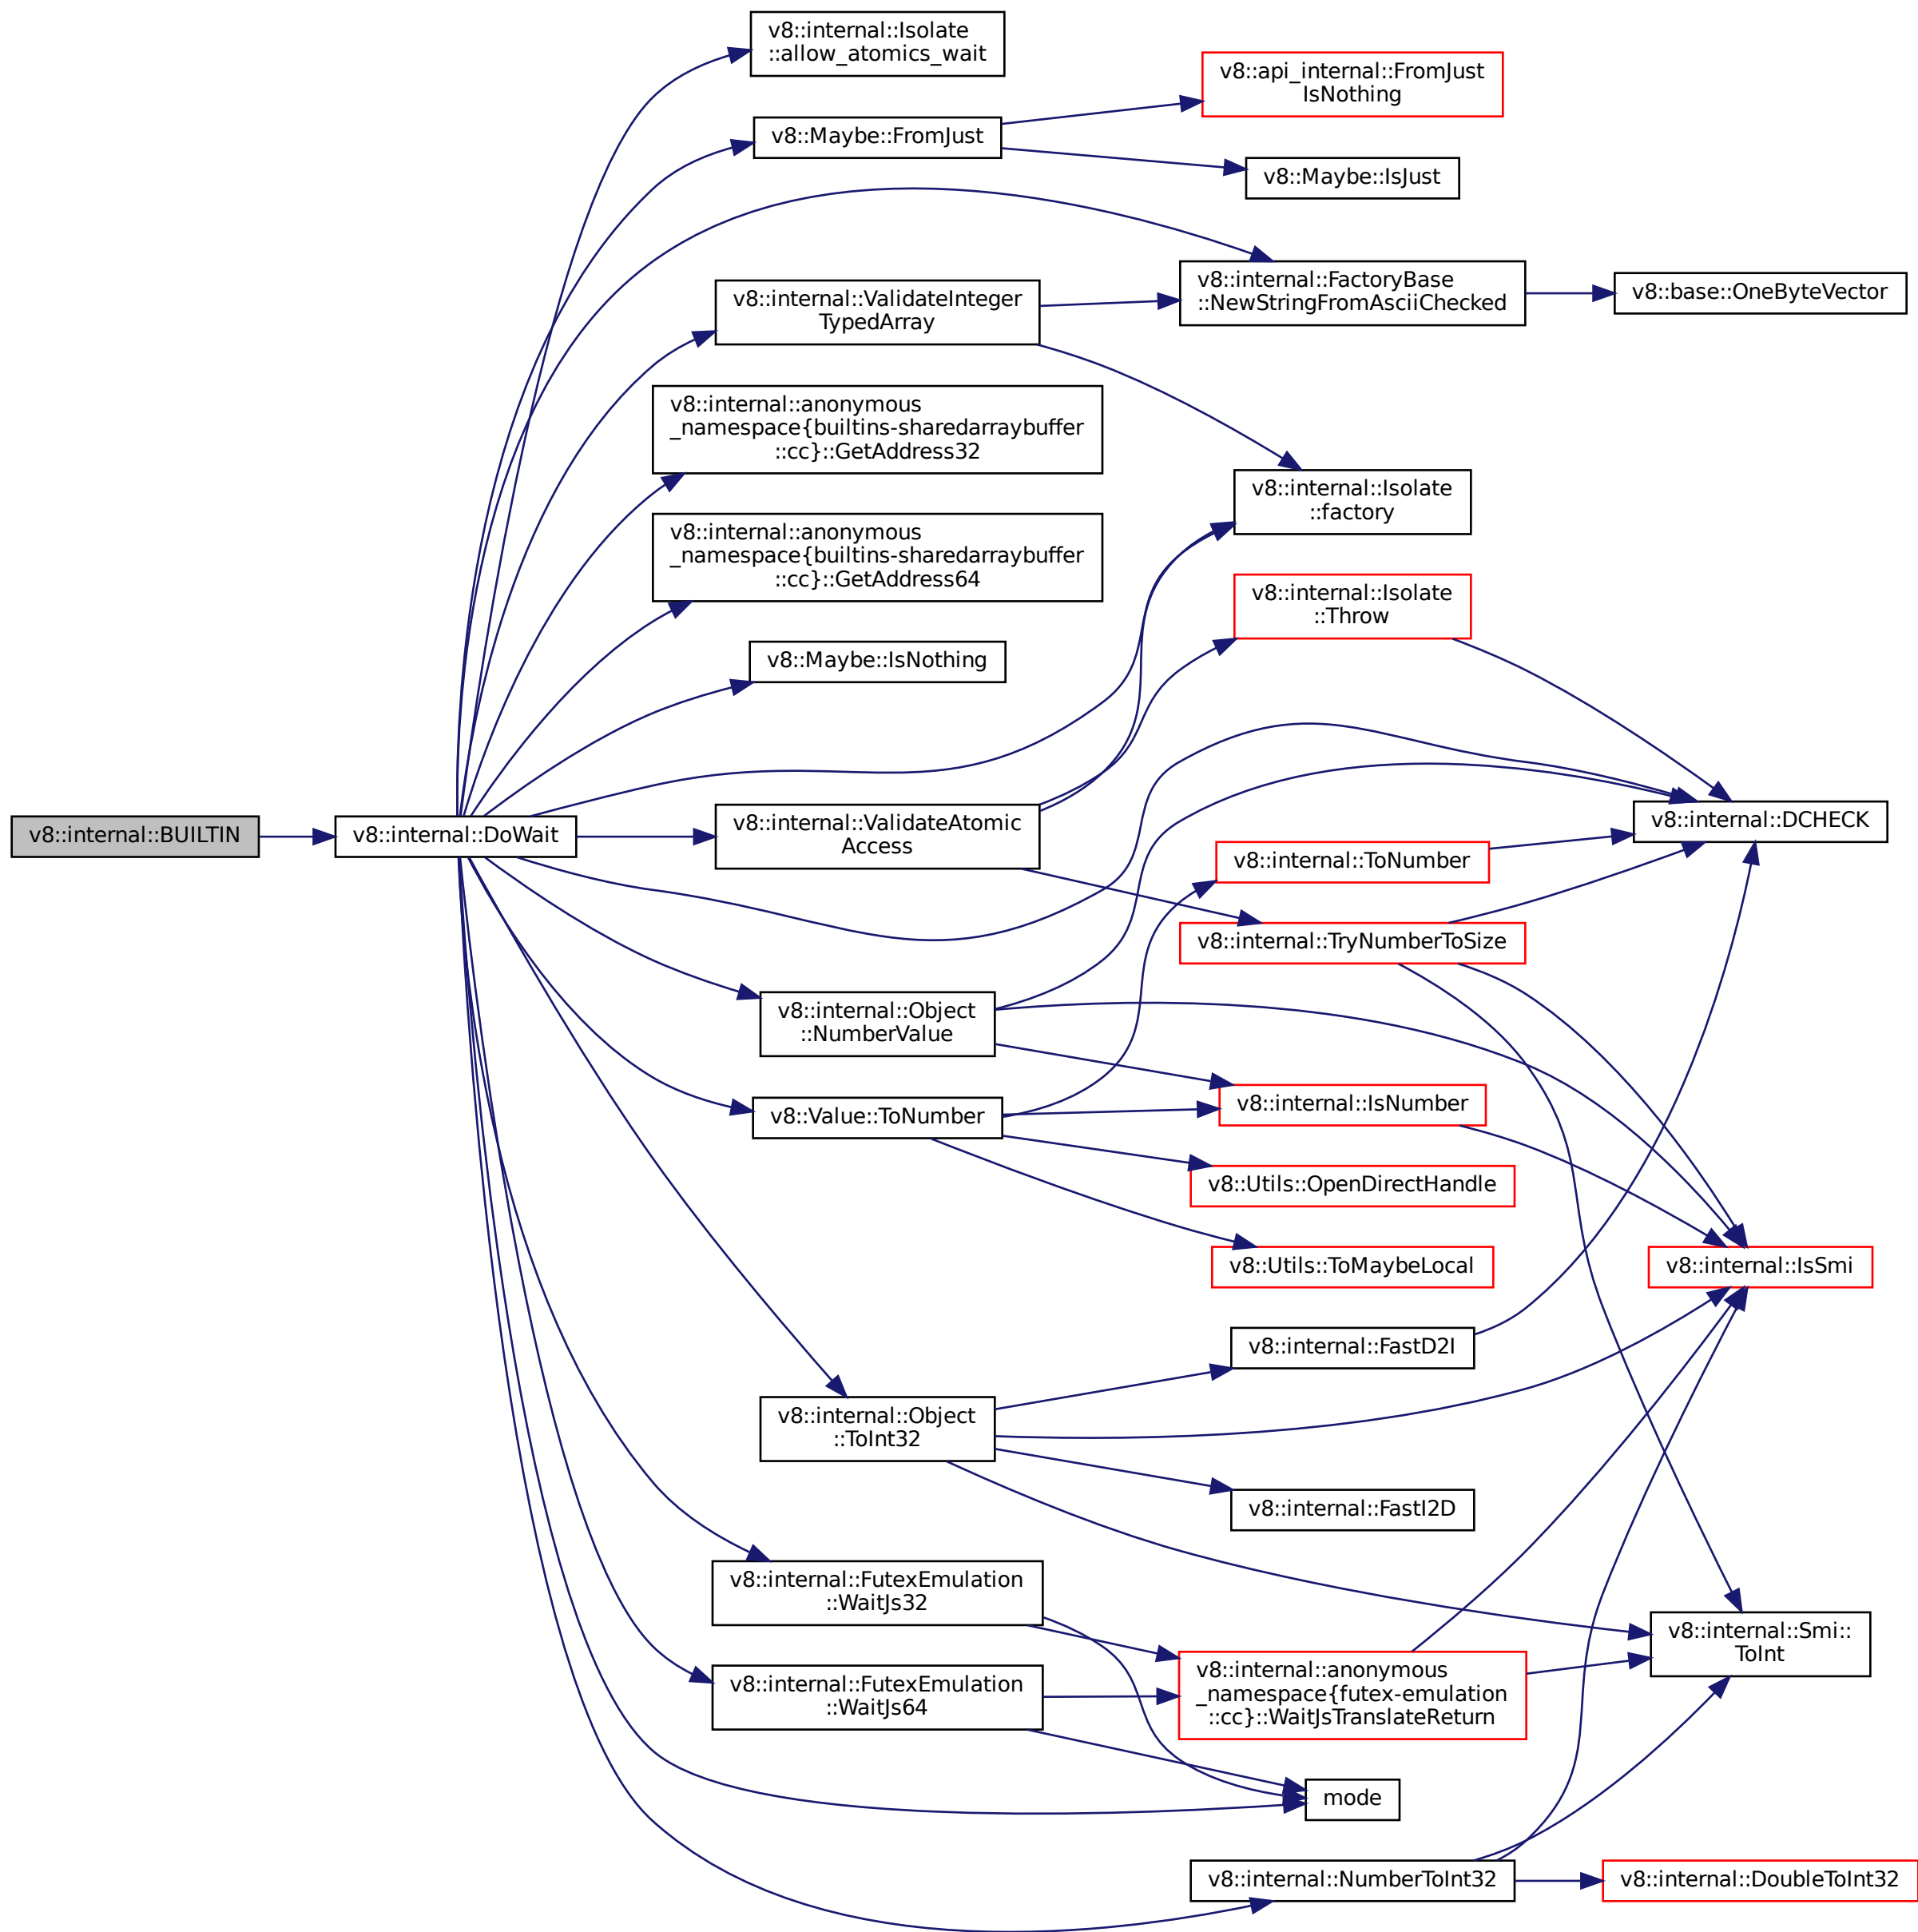 v8::internal::BUILTIN
v8::internal::DoWait
v8::internal::Isolate
::allow_atomics_wait
v8::Maybe::FromJust
v8::internal::ValidateInteger
TypedArray
v8::internal::anonymous
_namespace{builtins-sharedarraybuffer
::cc}::GetAddress32
v8::internal::anonymous
_namespace{builtins-sharedarraybuffer
::cc}::GetAddress64
v8::Maybe::IsNothing
v8::internal::ValidateAtomic
Access
v8::internal::Object
::NumberValue
v8::Value::ToNumber
v8::internal::Object
::ToInt32
v8::internal::FutexEmulation
::WaitJs32
v8::internal::FutexEmulation
::WaitJs64
v8::api_internal::FromJust
IsNothing
v8::Maybe::IsJust
v8::internal::FactoryBase
::NewStringFromAsciiChecked
v8::internal::Isolate
::factory
v8::internal::Isolate
::Throw
v8::internal::ToNumber
v8::internal::TryNumberToSize
v8::internal::IsNumber
v8::Utils::OpenDirectHandle
v8::Utils::ToMaybeLocal
v8::internal::FastD2I
v8::internal::FastI2D
v8::internal::anonymous
_namespace{futex-emulation
::cc}::WaitJsTranslateReturn
mode
v8::internal::NumberToInt32
v8::base::OneByteVector
v8::internal::DCHECK
v8::internal::IsSmi
v8::internal::Smi::
ToInt
v8::internal::DoubleToInt32